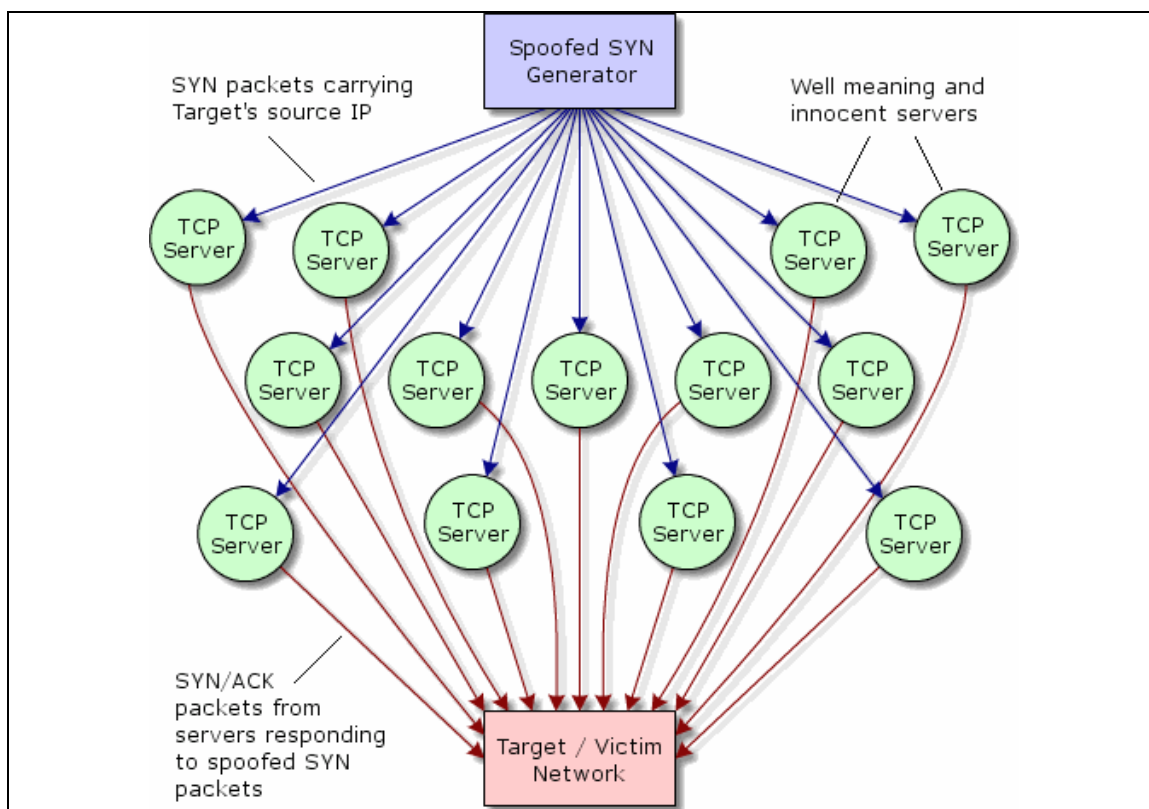 Spoofed SYN
Generator
SYN packets carrying
Target's source IP
Well meaning and
innocent servers
TCP
Server
TCP
Server
TCP
Server
TCP
Server
TCP
Server
TCP
Server
TCP
Server
TCP
Server
TCP
Server
TCP
Server
TCP
Server
TCP
Server
TCP
Server
SYN/ACK
packets from
servers responding
to spoofed SYN
packets
Target / Victim
Network